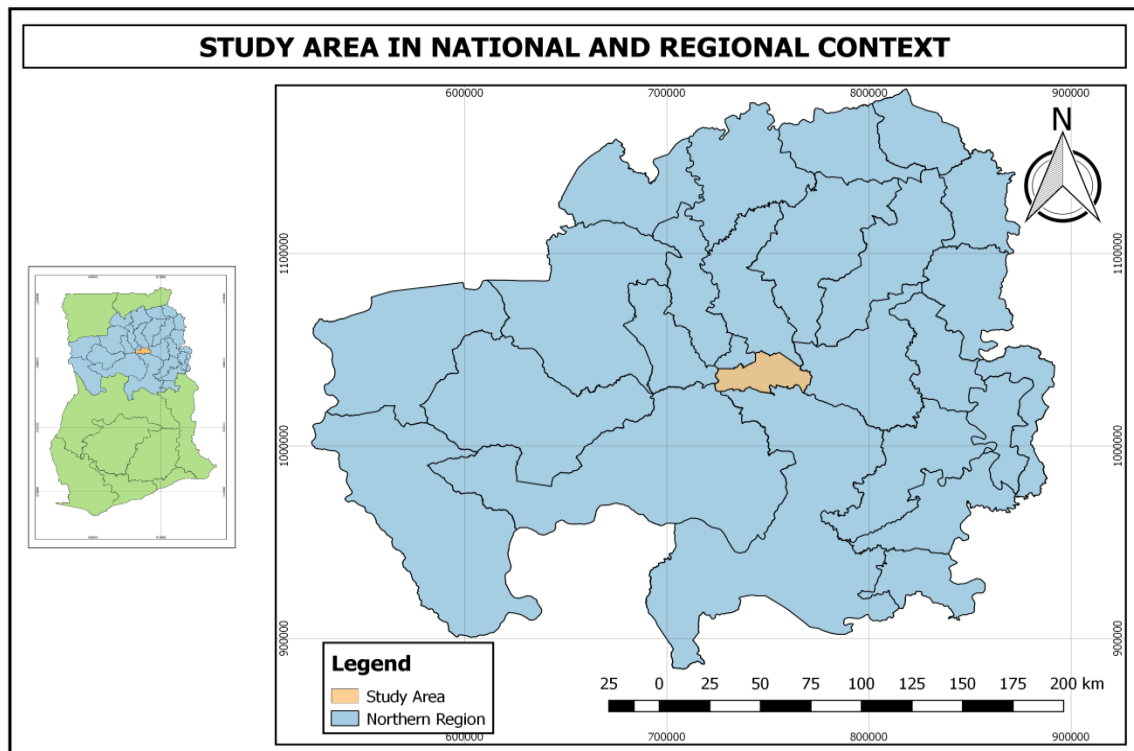 STUDY AREA IN NATIONAL AND REGIONAL CONTEXT
600000 700000 800000 900000
N
1100000 1100000
1000000 1000000
900000 900000
Legend
Study Area
Northern Region
25 0 25 50 75 100 125 150 175 200 km
600000 700000 800000 900000